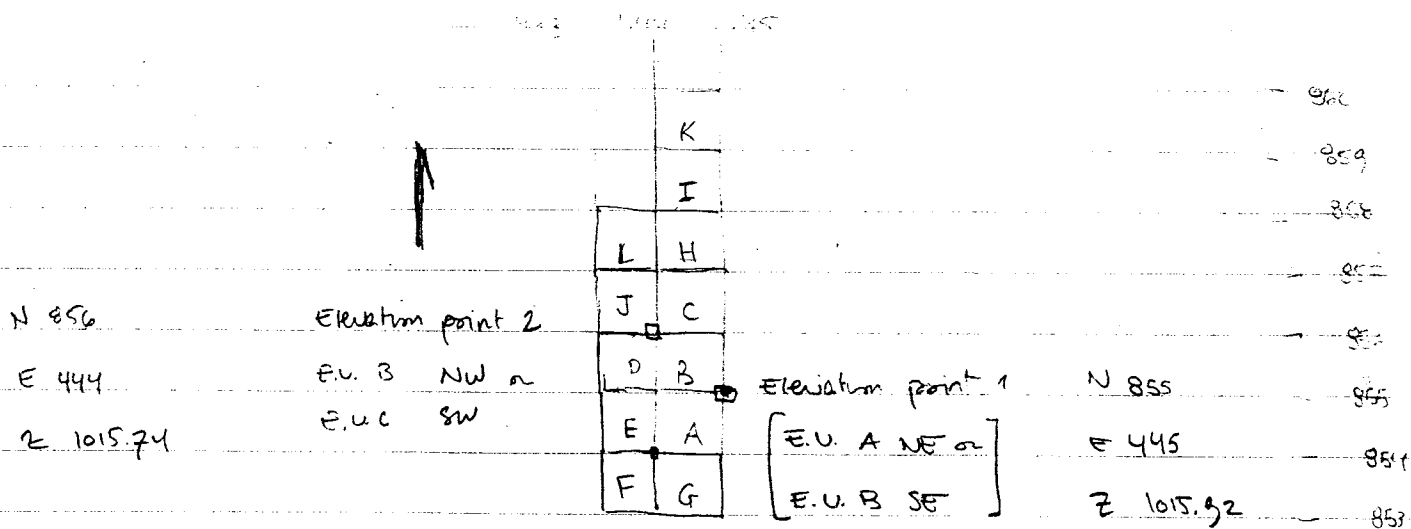 K
859
I
L H
J C
N 856
Elevation point 2
D B
E 444
E.U. B NW or
Elevation point 1
N 855
855
E.U. C SW
E A
E.U. A NE or
E 445
854
Z 1015.74
F G
E.U. B SE
Z 1015.92
853